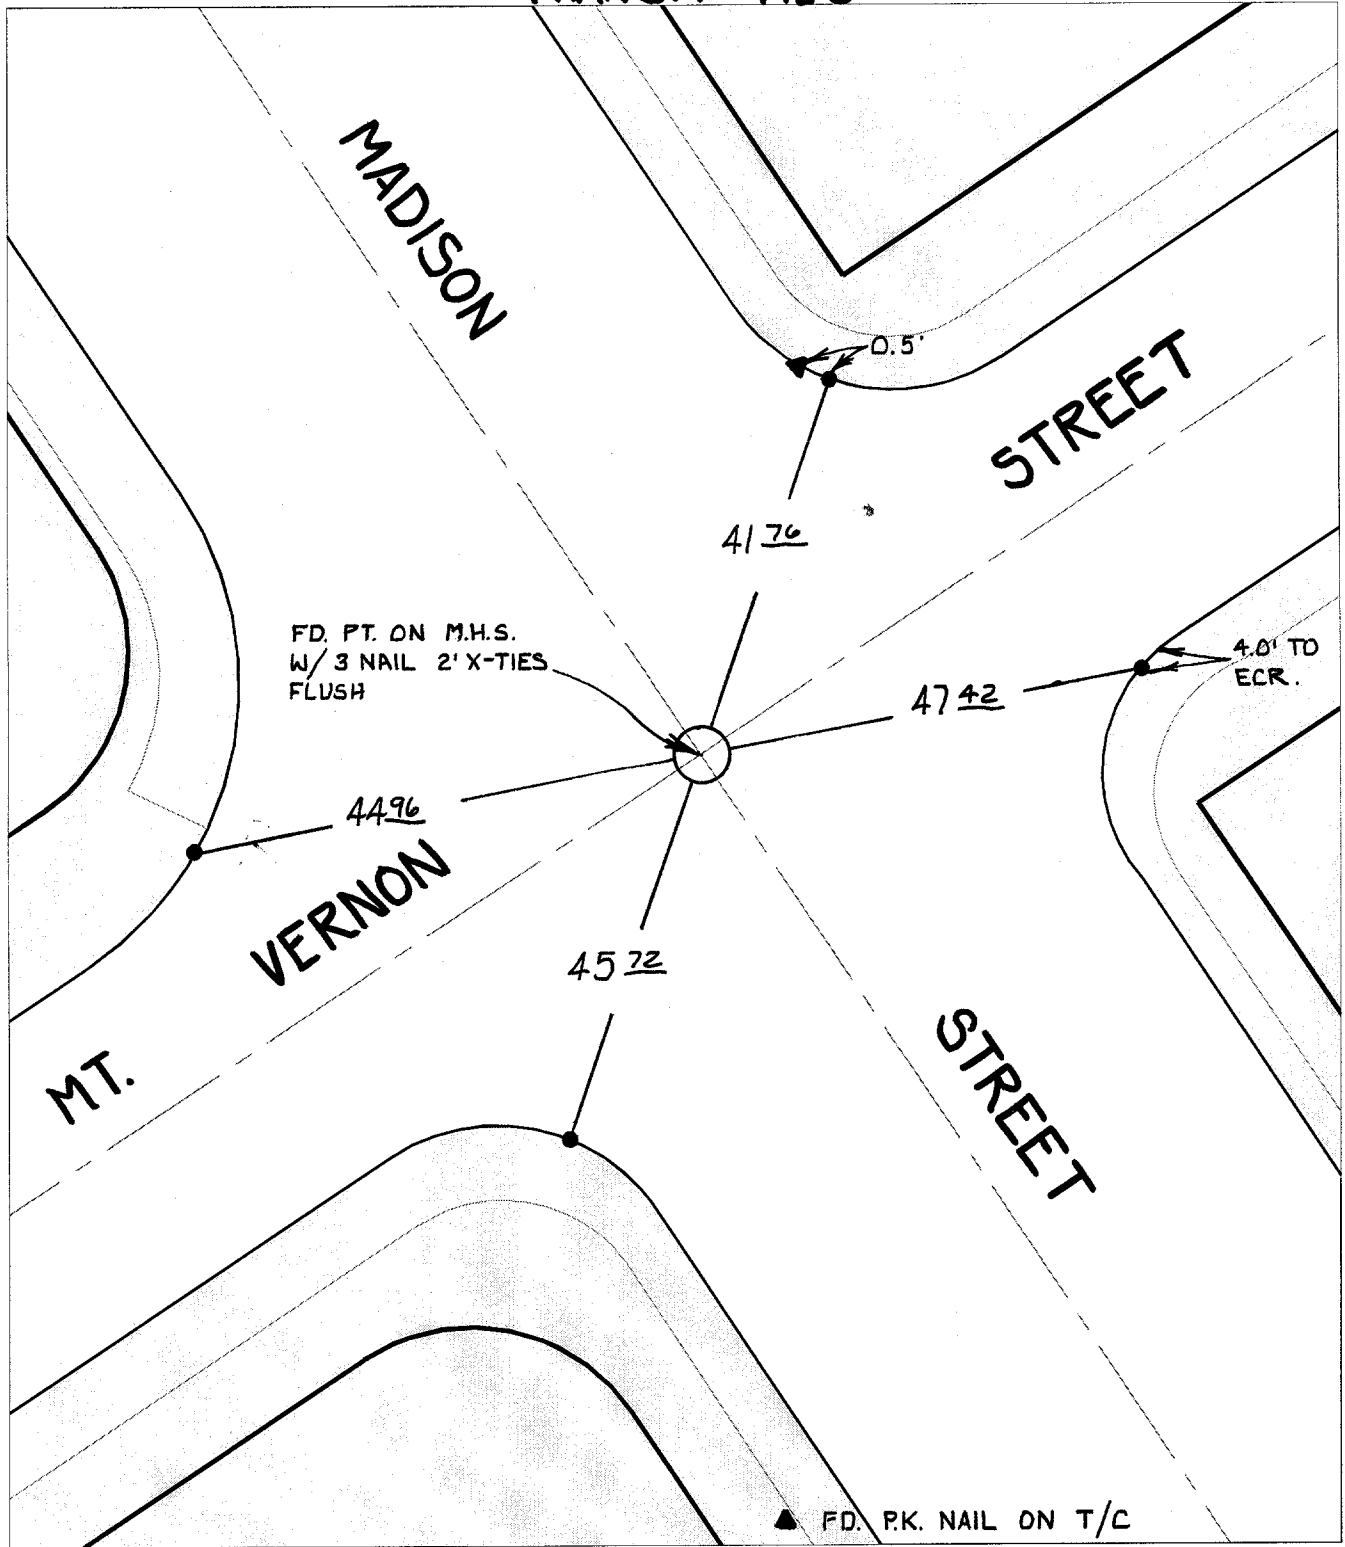 MADISON
0.5'
STREET
41 76
FD. PT. ON M.H.S.
W/ 3 NAIL 2' X-TIES
FLUSH
4.0' TO
ECR.
47 42
44 96
VERNON
45 72
MT.
STREET
FD. P.K. NAIL ON T/C